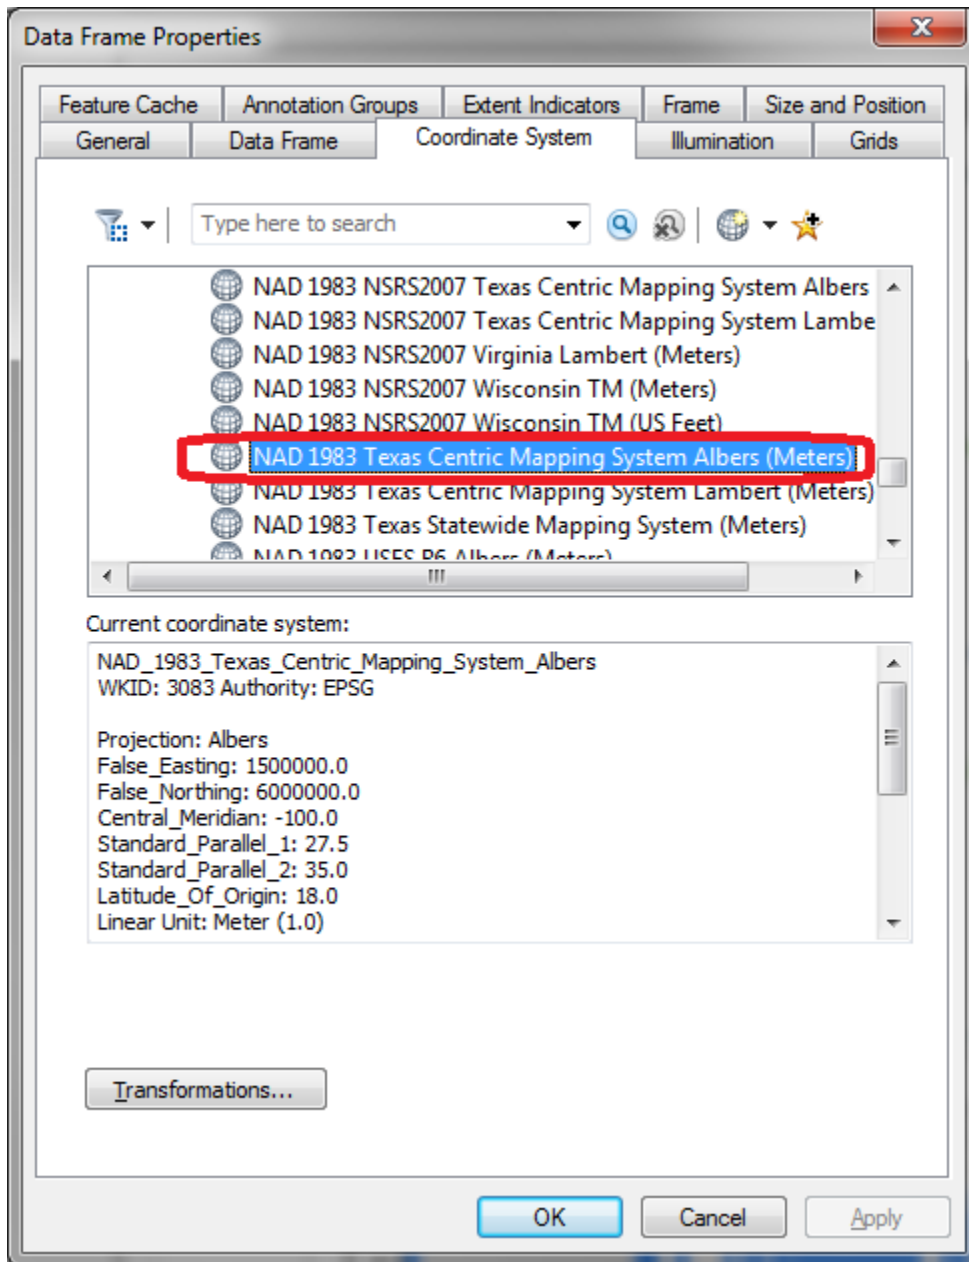 Data Frame Properties
Feature Cache Annotation Groups Extent Indicators Frame Size and Position
General Data Frame Coordinate System Illumination Grids
Type here to search
NAD 1983 NSRS2007 Texas Centric Mapping System Albers
NAD 1983 NSRS2007 Texas Centric Mapping System Lambe
NAD 1983 NSRS2007 Virginia Lambert (Meters)
NAD 1983 NSRS2007 Wisconsin TM (Meters)
NAD 1983 NSRS2007 Wisconsin TM (US Feet)
NAD 1983 Texas Centric Mapping System Albers (Meters)
NAD 1983 Texas Centric Mapping System Lambert (Meters)
NAD 1983 Texas Statewide Mapping System (Meters)
NAD 1983 USFS R6 Albers (Meters)
Current coordinate system:
NAD_1983_Texas_Centric_Mapping_System_Albers
WKID: 3083 Authority: EPSG
Projection: Albers
False_Easting: 1500000.0
False_Northing: 6000000.0
Central_Meridian: -100.0
Standard_Parallel_1: 27.5
Standard_Parallel_2: 35.0
Latitude_Of_Origin: 18.0
Linear Unit: Meter (1.0)
Transformations...
OK Cancel Apply